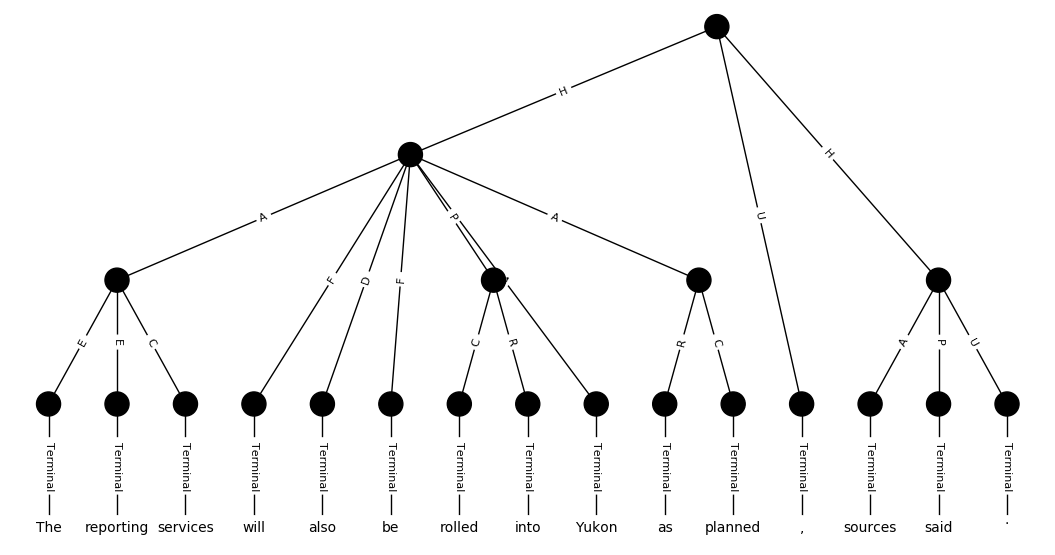 H
A F D F P A U H
E E C C R R C A P U
Terminal Terminal Terminal Terminal Terminal Terminal Terminal Terminal Terminal Terminal Terminal Terminal Terminal Terminal Terminal
The reporting services will also be rolled into Yukon as planned , sources said .